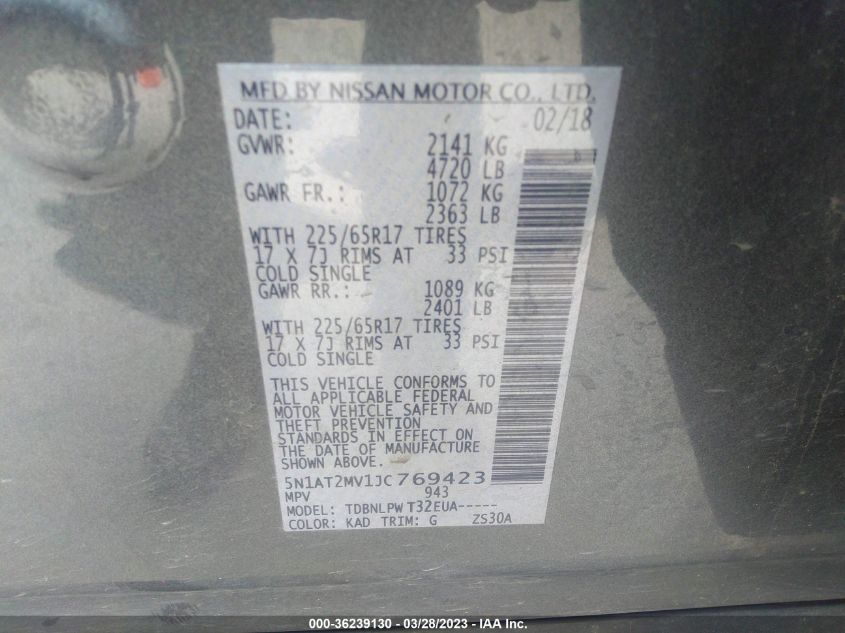 MFD BY NISSAN MOTOR CO., LTD.
DATE: 02/18
GVWR: 2141 KG
4720 LB
GAWR FR.: 1072 KG
2363 LB
WITH 225/65R17 TIRES
17 X 7J RIMS AT 33 PSI
COLD SINGLE
GAWR RR.: 1089 KG
2401 LB
WITH 225/65R17 TIRES
17 X 7J RIMS AT 33 PSI
COLD SINGLE
THIS VEHICLE CONFORMS TO
ALL APPLICABLE FEDERAL
MOTOR VEHICLE SAFETY AND
THEFT PREVENTION
STANDARDS IN EFFECT ON
THE DATE OF MANUFACTURE
SHOWN ABOVE.
5N1AT2MV1JC769423
MPV 943
MODEL: TDBNLPW T32EUA-----
COLOR: KAD TRIM: G ZS30A
000-36239130 - 03/28/2023 - IAA Inc.